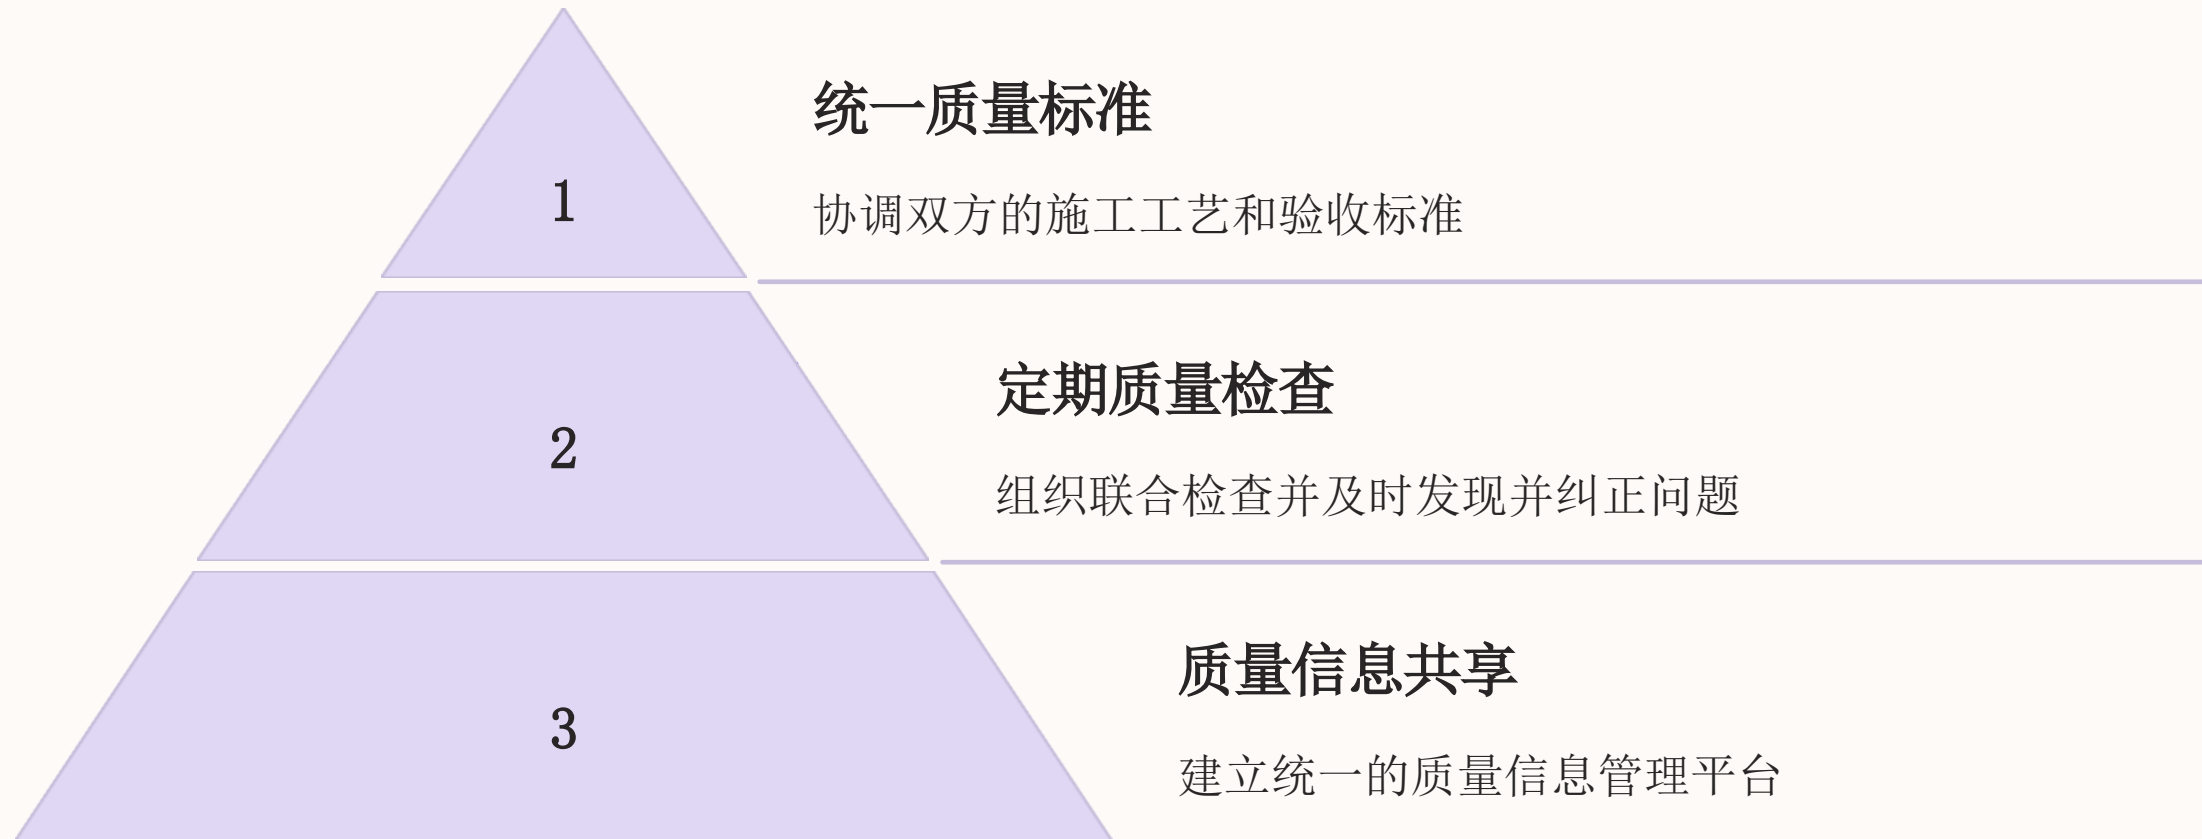 统一质量标准
1
协调双方的施工工艺和验收标准
定期质量检查
2
组织联合检查并及时发现并纠正问题
质量信息共享
3
建立统一的质量信息管理平台